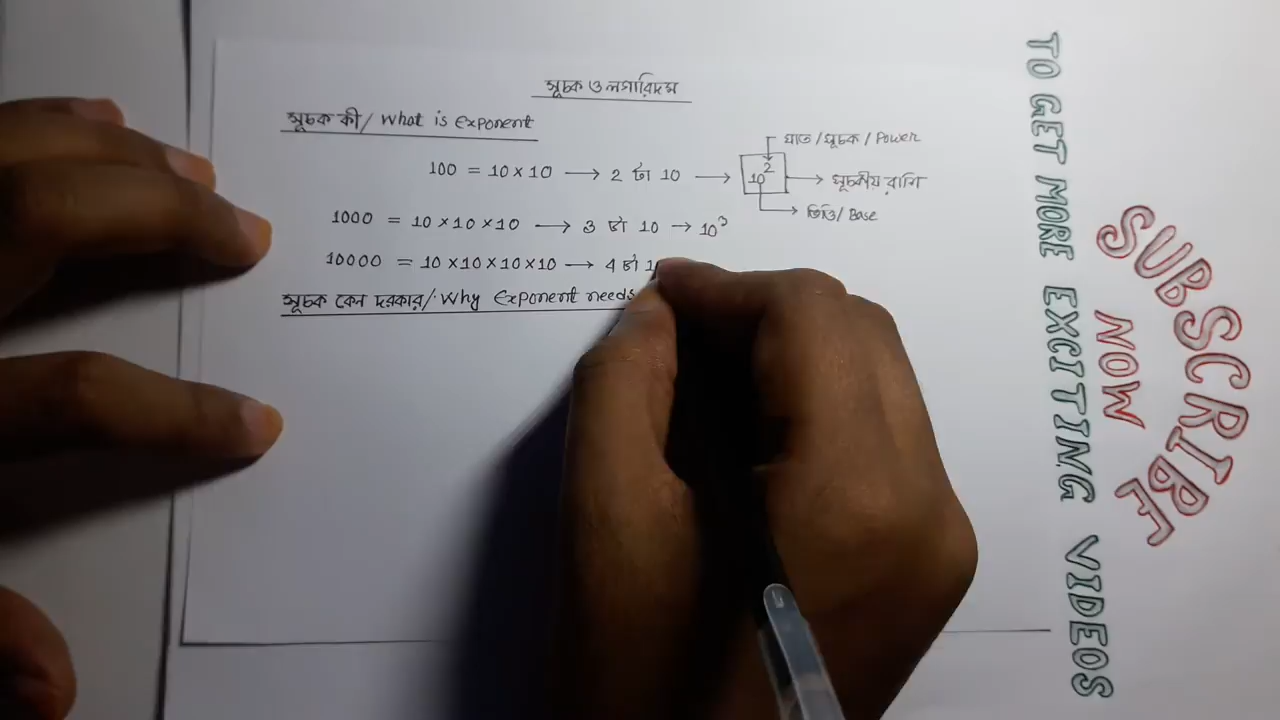 সূচক ও লগারিদম
সূচক কী / What is Exponent
100 = 10 × 10 → 2 টা 10 → 10²
ঘাত / সূচক / Power
সূচকীয় রাশি
ভিত্তি / Base
1000 = 10 × 10 × 10 → 3 টা 10 → 10³
10000 = 10 × 10 × 10 × 10 → 4 টা
সূচক কেন দরকার / Why Exponent needs
TO GET MORE EXCITING VIDEOS
SUBSCRIBE
NOW